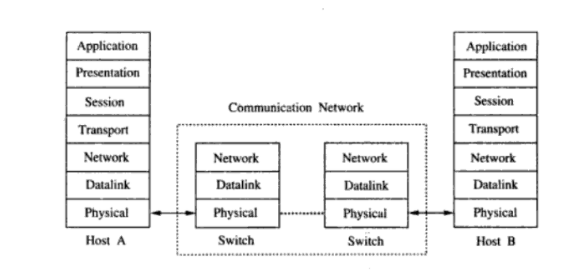 Application
Presentation
Session
Transport
Network
Datalink
Physical
Host A
Communication Network
Network
Datalink
Physical
Switch
Network
Datalink
Physical
Switch
Application
Presentation
Session
Transport
Network
Datalink
Physical
Host B